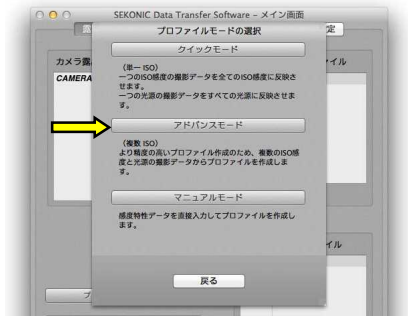 SEKONIC Data Transfer Software – メイン画面
プロファイルモードの選択
定
クイックモード
カメラ露
イル
（単一 ISO）
CAMERA
一つのISO感度の撮影データを全てのISO感度に反映さ
せます。
一つの光源の撮影データをすべての光源に反映させま
す。
アドバンスモード
（複数 ISO）
より精度の高いプロファイル作成のため、複数のISO感
度と光源の撮影データからプロファイルを作成しま
す。
マニュアルモード
感度特性データを直接入力してプロファイルを作成し
ます。
イル
戻る
プ